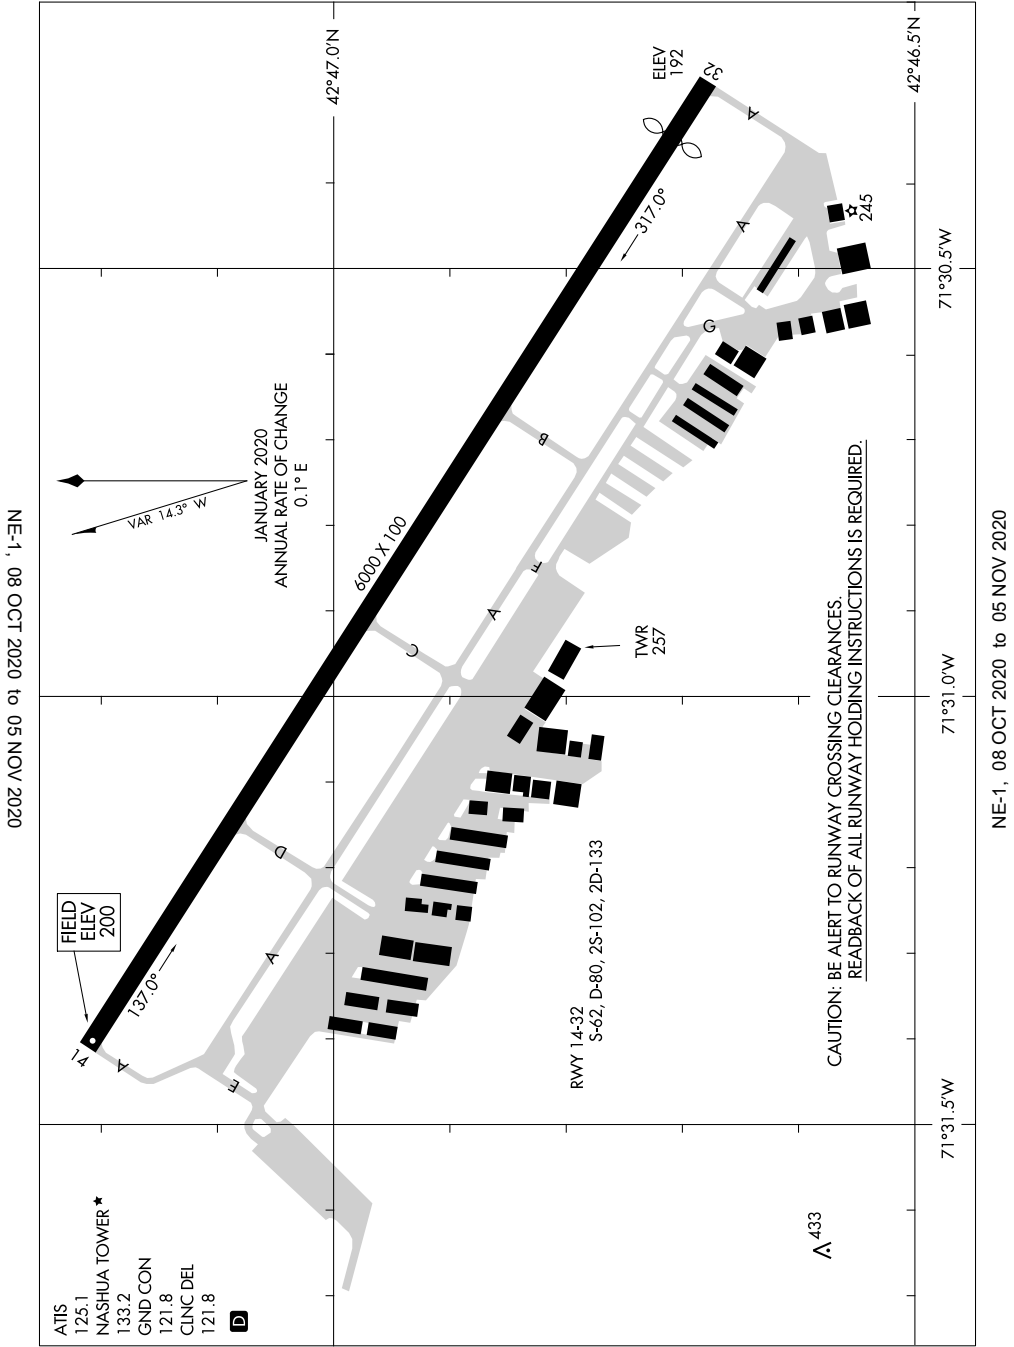 NE-1, 08 OCT 2020 to 05 NOV 2020
ATIS
125.1
NASHUA TOWER ★
133.2
GND CON
121.8
CLNC DEL
121.8
D
FIELD
ELEV
200
14
137.0°
A
E
A
D
VAR 14.3° W
JANUARY 2020
ANNUAL RATE OF CHANGE
0.1° E
6000 X 100
C
A
F
B
317.0°
ELEV
192
32
A
A
G
TWR
257
245
433
RWY 14-32
S-62, D-80, 2S-102, 2D-133
CAUTION: BE ALERT TO RUNWAY CROSSING CLEARANCES.
READBACK OF ALL RUNWAY HOLDING INSTRUCTIONS IS REQUIRED.
42°47.0'N
42°46.5'N
71°31.5'W
71°31.0'W
71°30.5'W
NE-1, 08 OCT 2020 to 05 NOV 2020